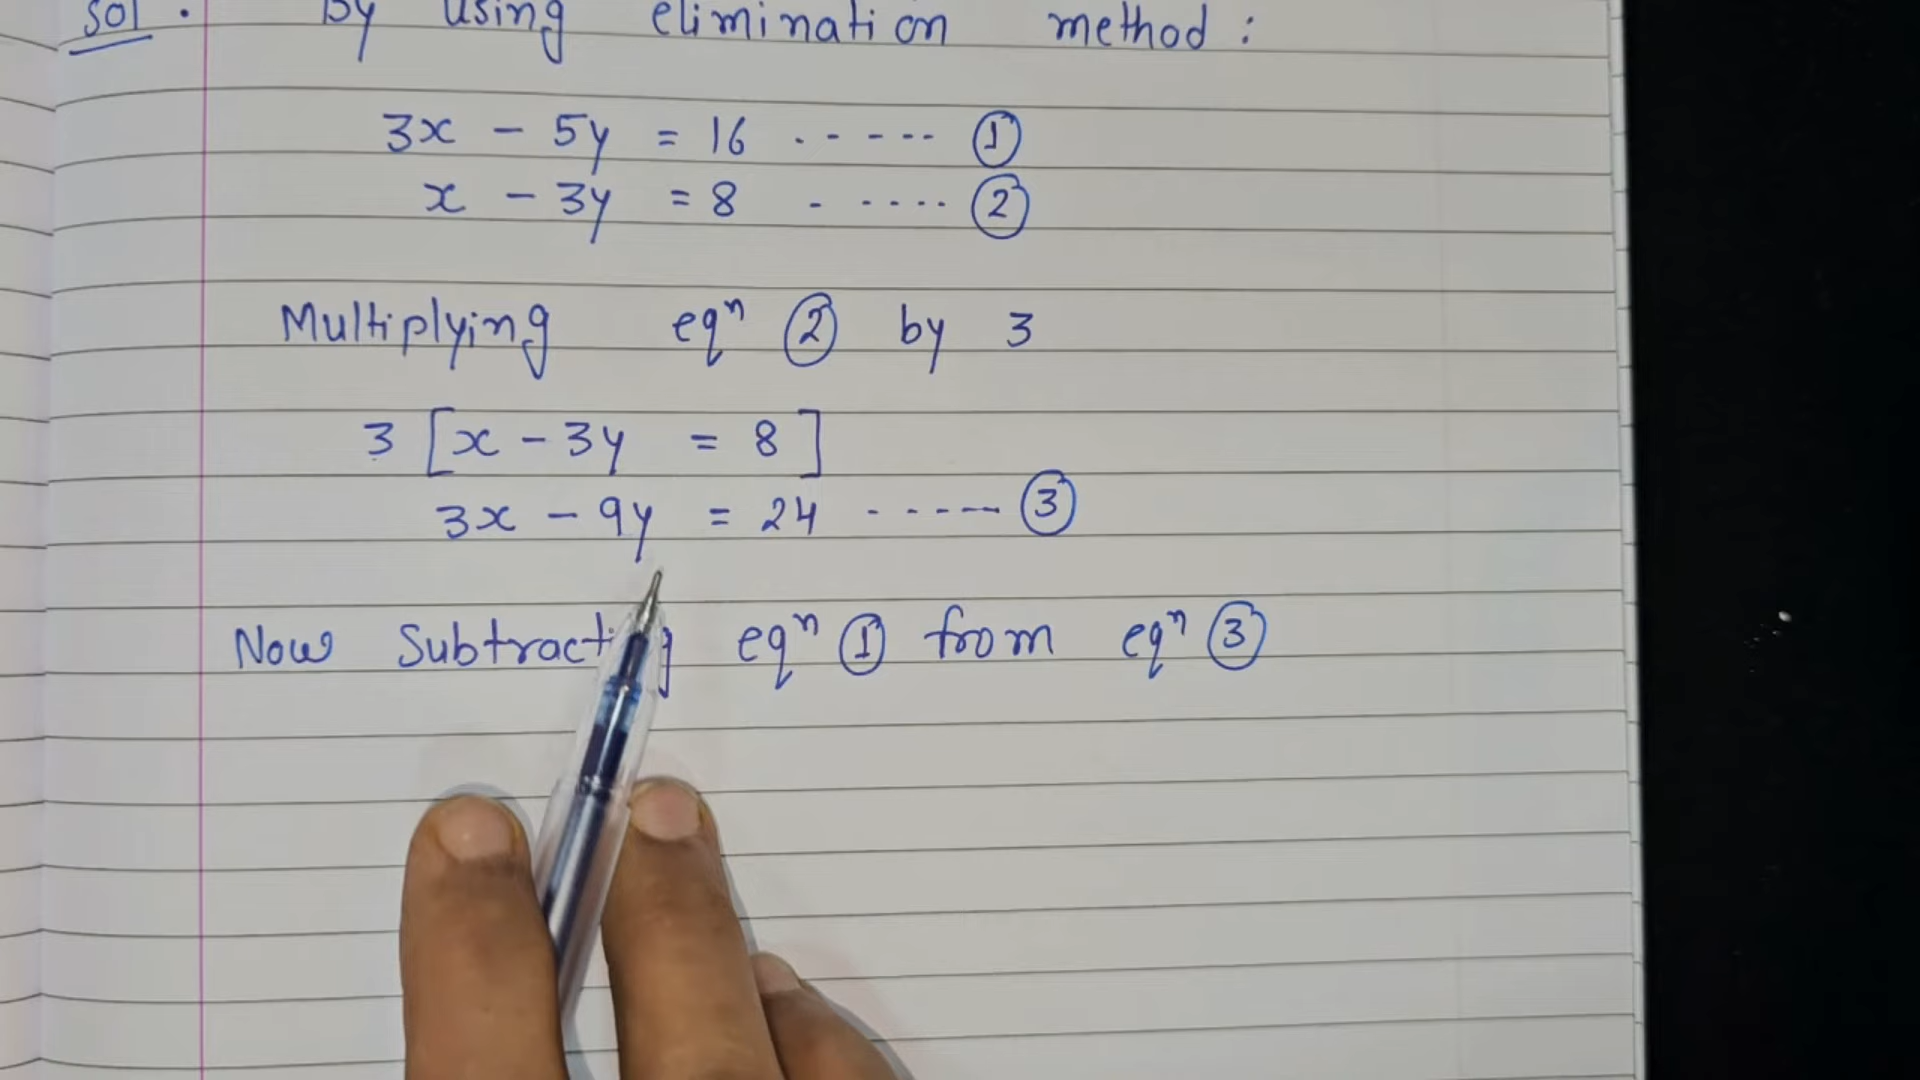 Sol. By using elimination method :
3x - 5y = 16 ------ ①
x - 3y = 8 - ----- ②
Multiplying eqⁿ ② by 3
3 [x - 3y = 8]
3x - 9y = 24 ------ ③
Now Subtracting eqⁿ ① from eqⁿ ③